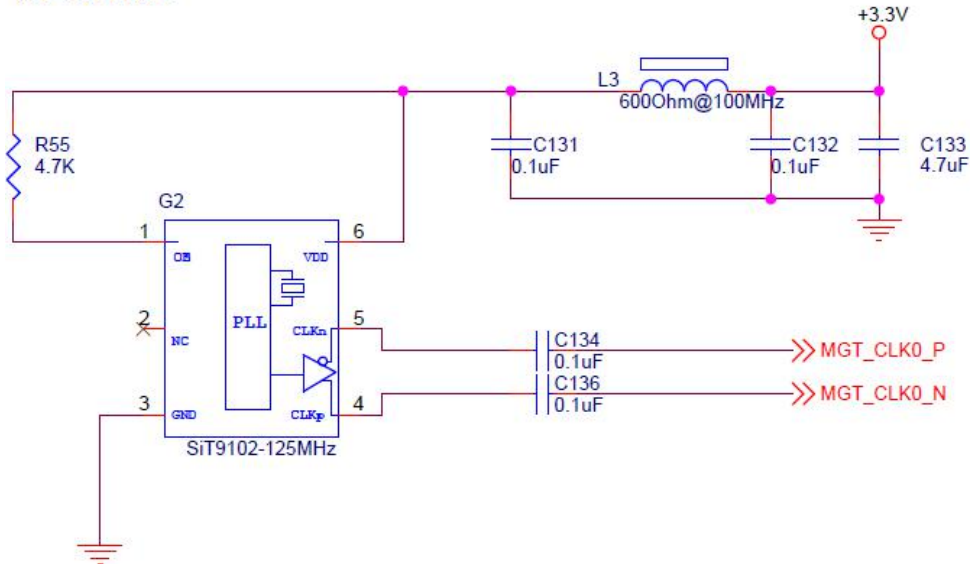 +3.3V
L3
600Ohm@100MHz
R55
4.7K
C131
0.1uF
C132
0.1uF
C133
4.7uF
G2
1
6
OE
VDD
2
5
PLL
CLKn
NC
C134
0.1uF
MGT_CLK0_P
3
4
GND
CLKp
C136
0.1uF
MGT_CLK0_N
SiT9102-125MHz